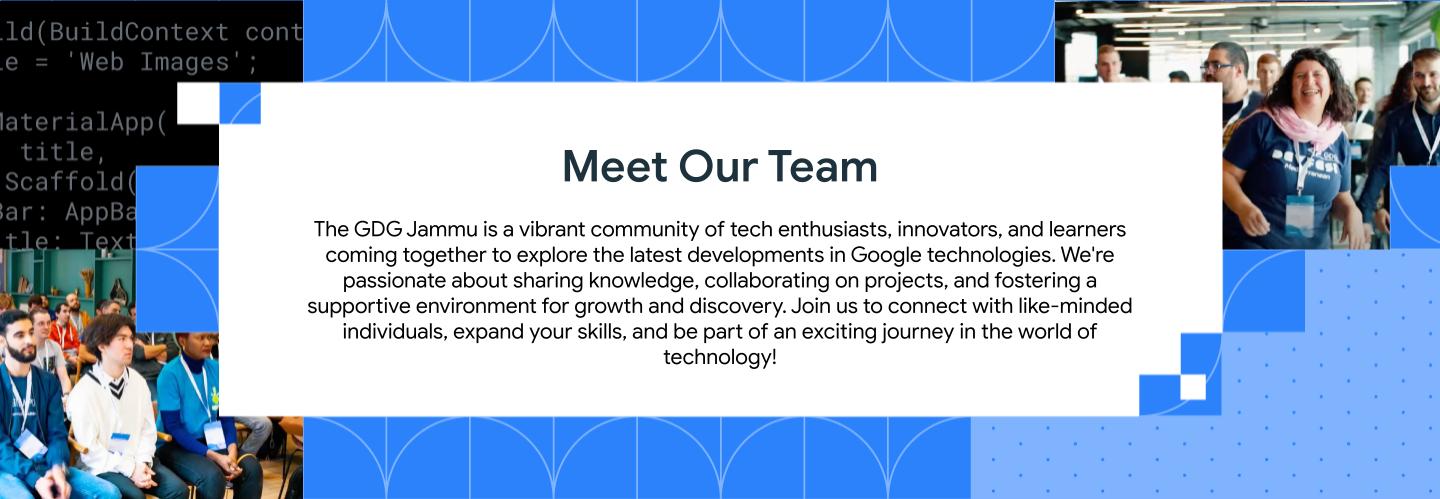 ild(BuildContext cont
le = 'Web Images';
MaterialApp(
title,
Scaffold(
Bar: AppBa
itle: Text
Meet Our Team
The GDG Jammu is a vibrant community of tech enthusiasts, innovators, and learners
coming together to explore the latest developments in Google technologies. We're
passionate about sharing knowledge, collaborating on projects, and fostering a
supportive environment for growth and discovery. Join us to connect with like-minded
individuals, expand your skills, and be part of an exciting journey in the world of
technology!